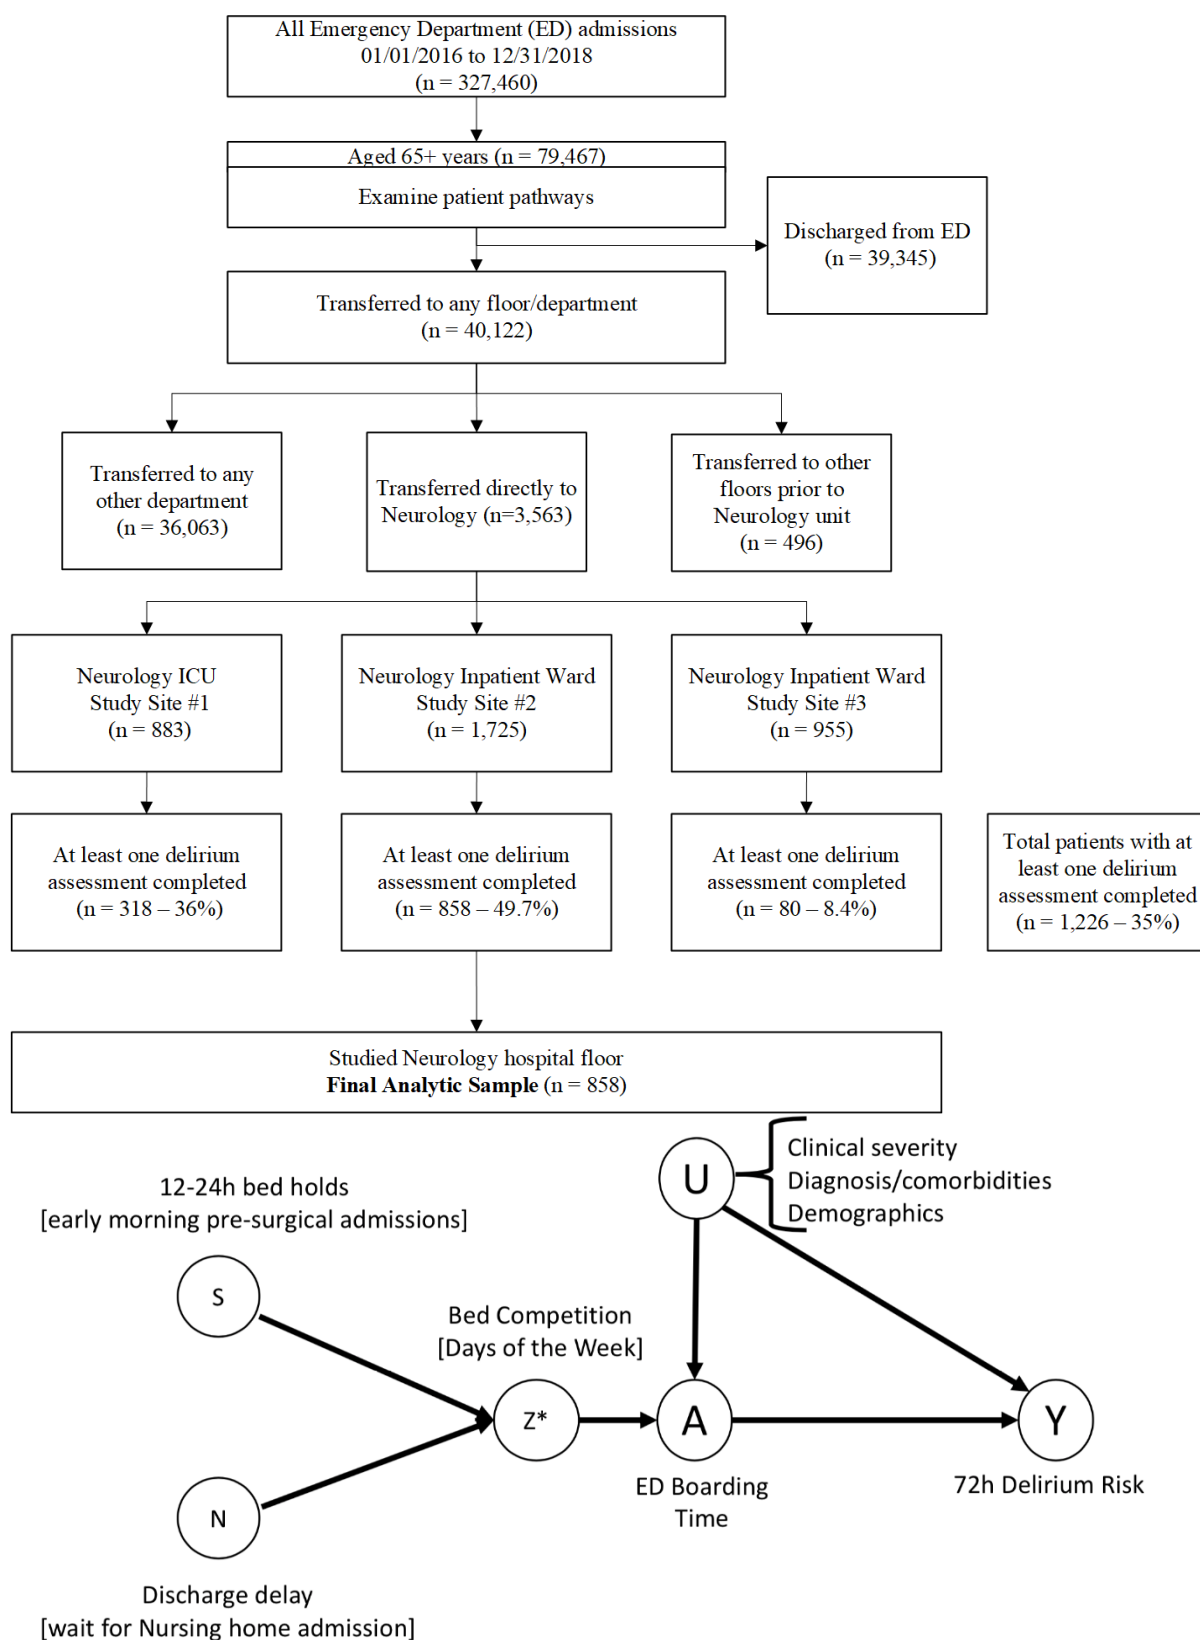 All Emergency Department (ED) admissions
01/01/2016 to 12/31/2018
(n = 327,460)
Aged 65+ years (n = 79,467)
Examine patient pathways
Discharged from ED
(n = 39,345)
Transferred to any floor/department
(n = 40,122)
Transferred to any
other department
(n = 36,063)
Transferred directly to
Neurology (n=3,563)
Transferred to other
floors prior to
Neurology unit
(n = 496)
Neurology ICU
Study Site #1
(n = 883)
Neurology Inpatient Ward
Study Site #2
(n = 1,725)
Neurology Inpatient Ward
Study Site #3
(n = 955)
At least one delirium
assessment completed
(n = 318 – 36%)
At least one delirium
assessment completed
(n = 858 – 49.7%)
At least one delirium
assessment completed
(n = 80 – 8.4%)
Total patients with at
least one delirium
assessment completed
(n = 1,226 – 35%)
Studied Neurology hospital floor
Final Analytic Sample (n = 858)
U
Clinical severity
Diagnosis/comorbidities
Demographics
12-24h bed holds
[early morning pre-surgical admissions]
S
Bed Competition
[Days of the Week]
Z*
A
Y
ED Boarding
Time
72h Delirium Risk
N
Discharge delay
[wait for Nursing home admission]